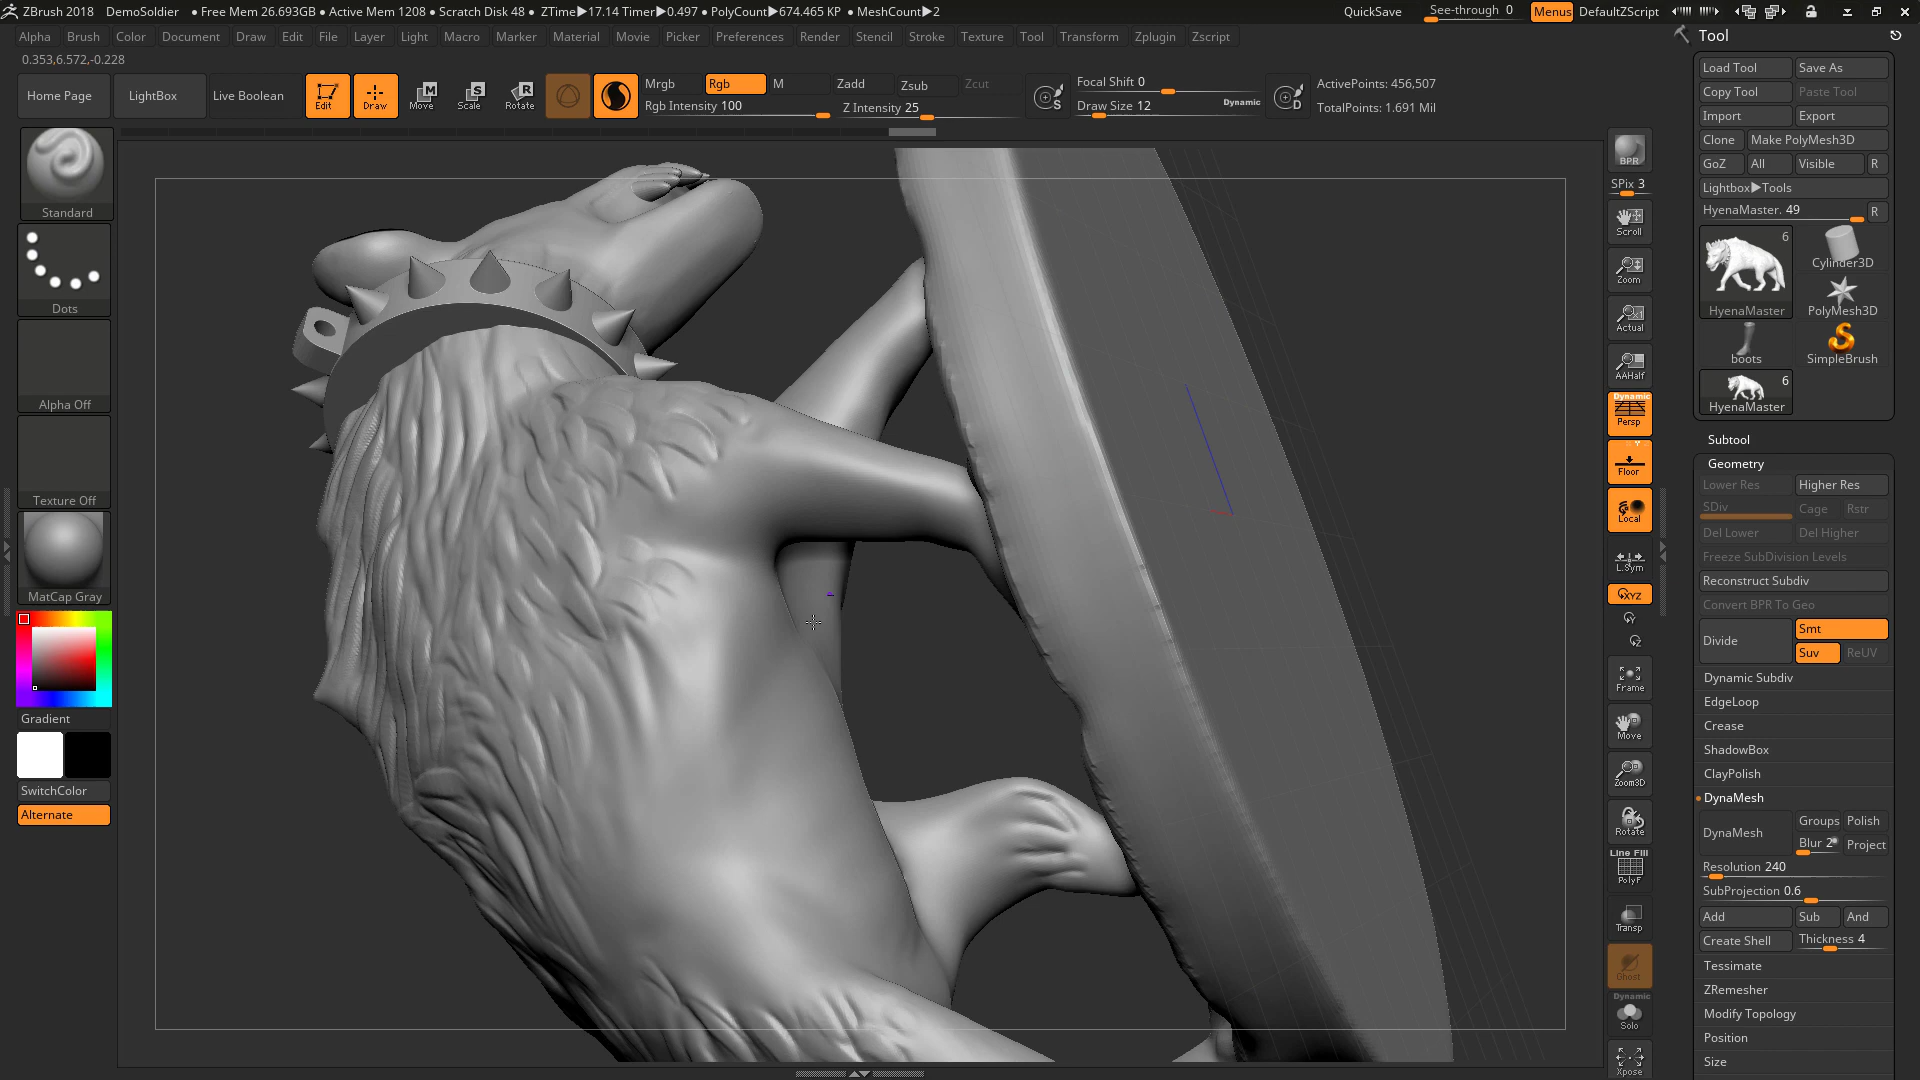 ZBrush 2018 DemoSoldier ● Free Mem 26.693GB ● Active Mem 1208 ● Scratch Disk 48 ● ZTime▶17.14 Timer▶0.497 ● PolyCount▶674.465 KP ● MeshCount▶2 QuickSave See-through 0 Menus DefaultZScript
Alpha Brush Color Document Draw Edit File Layer Light Macro Marker Material Movie Picker Preferences Render Stencil Stroke Texture Tool Transform Zplugin Zscript
0.353,6.572,-0.228
Home Page LightBox Live Boolean Edit Draw Move Scale Rotate
Mrgb Rgb M Zadd Zsub Zcut
Rgb Intensity 100 Z Intensity 25
S Focal Shift 0
Draw Size 12 Dynamic
D ActivePoints: 456,507
TotalPoints: 1.691 Mil
Standard
Dots
Alpha Off
Texture Off
MatCap Gray
Gradient
SwitchColor
Alternate
BPR
SPix 3
Scroll
Zoom
Actual
AAHalf
Dynamic
Persp
Floor
Local
L.Sym
XYZ
Y
Z
Frame
Move
Zoom3D
Rotate
Line Fill
PolyF
Transp
Ghost
Dynamic
Solo
Xpose
Tool
Load Tool Save As
Copy Tool Paste Tool
Import Export
Clone Make PolyMesh3D
GoZ All Visible R
Lightbox▶Tools
HyenaMaster. 49 R
6
HyenaMaster Cylinder3D
PolyMesh3D
boots SimpleBrush
6
HyenaMaster
Subtool
Geometry
Lower Res Higher Res
SDiv Cage Rstr
Del Lower Del Higher
Freeze SubDivision Levels
Reconstruct Subdiv
Convert BPR To Geo
Divide Smt
Suv ReUV
Dynamic Subdiv
EdgeLoop
Crease
ShadowBox
ClayPolish
DynaMesh
DynaMesh Groups Polish
Blur 2 Project
Resolution 240
SubProjection 0.6
Add Sub And
Create Shell Thickness 4
Tessimate
ZRemesher
Modify Topology
Position
Size